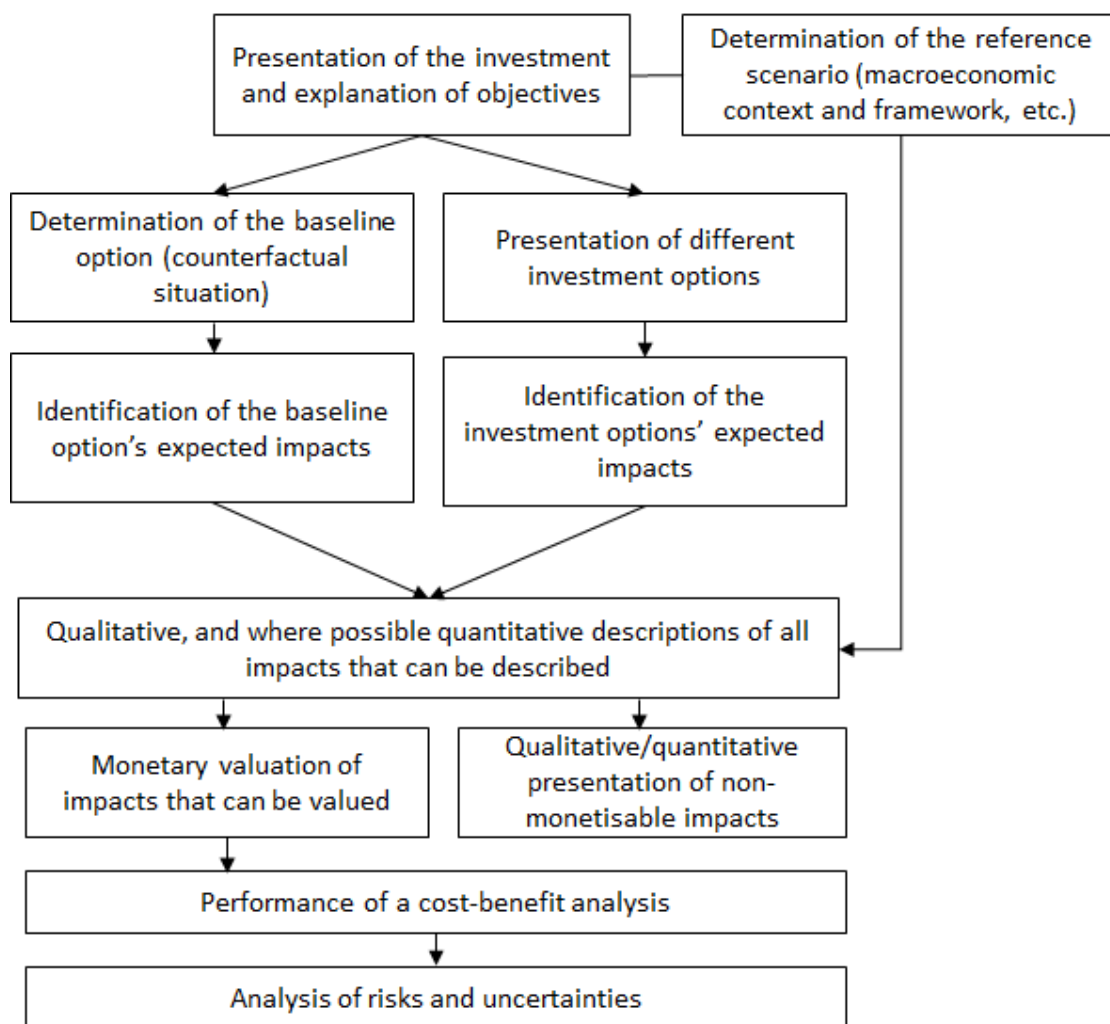 Presentation of the investment
and explanation of objectives
Determination of the reference
scenario (macroeconomic
context and framework, etc.)
Determination of the baseline
option (counterfactual
situation)
Presentation of different
investment options
Identification of the baseline
option’s expected impacts
Identification of the
investment options’ expected
impacts
Qualitative, and where possible quantitative descriptions of all
impacts that can be described
Monetary valuation of
impacts that can be valued
Qualitative/quantitative
presentation of non-
monetisable impacts
Performance of a cost-benefit analysis
Analysis of risks and uncertainties